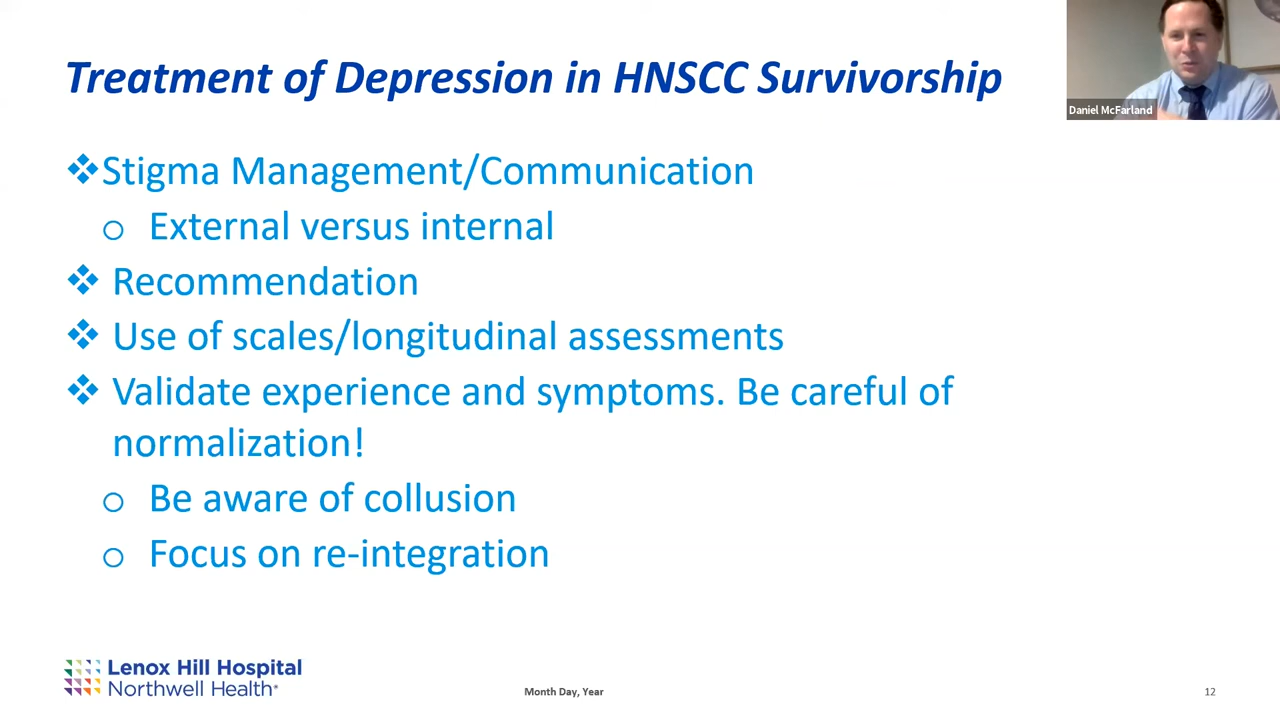 Treatment of Depression in HNSCC Survivorship
Daniel McFarland
❖Stigma Management/Communication
o External versus internal
❖ Recommendation
❖ Use of scales/longitudinal assessments
❖ Validate experience and symptoms. Be careful of
normalization!
o Be aware of collusion
o Focus on re-integration
Lenox Hill Hospital
Northwell Health
Month Day, Year
12